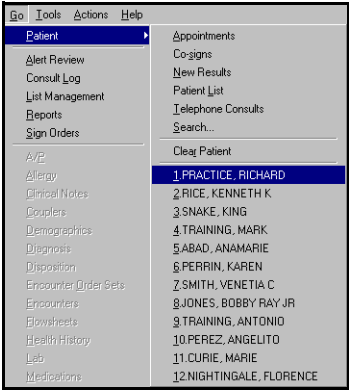 Go Tools Actions Help
Patient
Alert Review
Consult Log
List Management
Reports
Sign Orders
A/P
Allergy
Clinical Notes
Couplers
Demographics
Diagnosis
Disposition
Encounter Order Sets
Encounters
Flowsheets
Health History
Lab
Medications
Appointments
Co-signs
New Results
Patient List
Telephone Consults
Search...
Clear Patient
1.PRACTICE, RICHARD
2.RICE, KENNETH K
3.SNAKE, KING
4.TRAINING, MARK
5.ABAD, ANAMARIE
6.PERRIN, KAREN
7.SMITH, VENETIA C
8.JONES, BOBBY RAY JR
9.TRAINING, ANTONIO
10.PEREZ, ANGELITO
11.CURIE, MARIE
12.NIGHTINGALE, FLORENCE